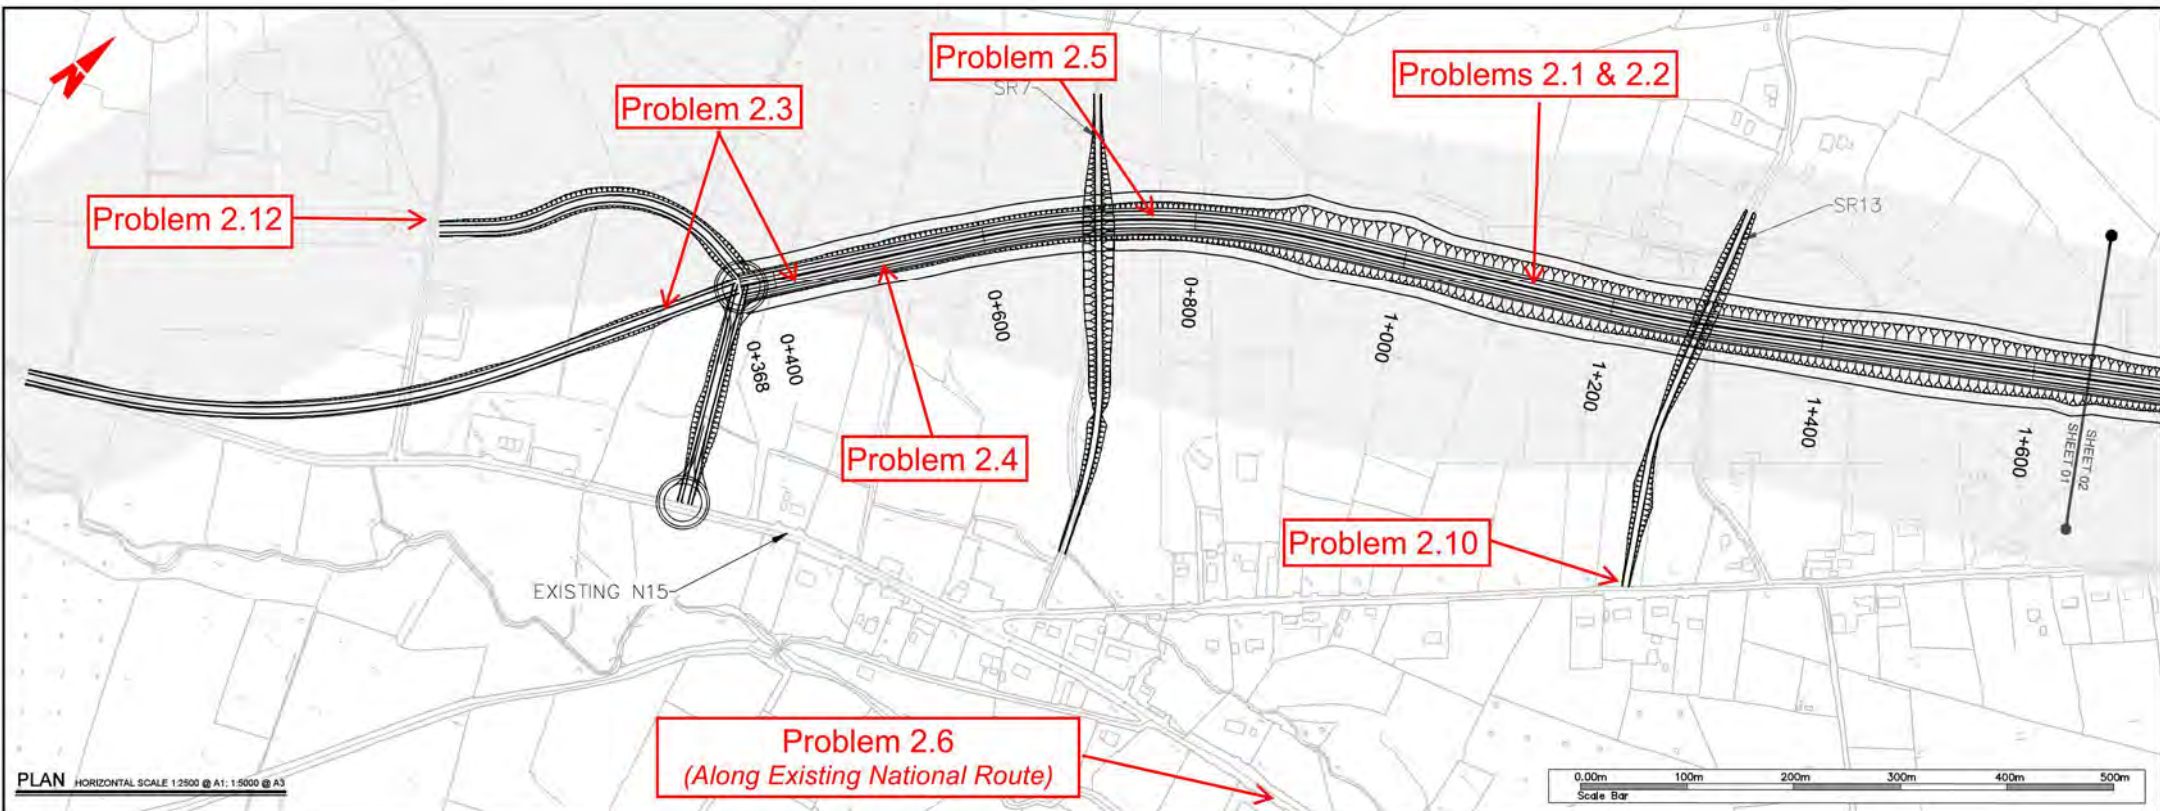 N
Problem 2.5
Problems 2.1 & 2.2
SR7
Problem 2.3
Problem 2.12
SR13
0+600
0+800
1+000
0+400
0+368
1+200
1+400
1+600
SHEET 02
SHEET 01
Problem 2.4
Problem 2.10
EXISTING N15
Problem 2.6
(Along Existing National Route)
PLAN HORIZONTAL SCALE 1:2500 @ A1; 1:5000 @ A3
0.00m 100m 200m 300m 400m 500m
Scale Bar